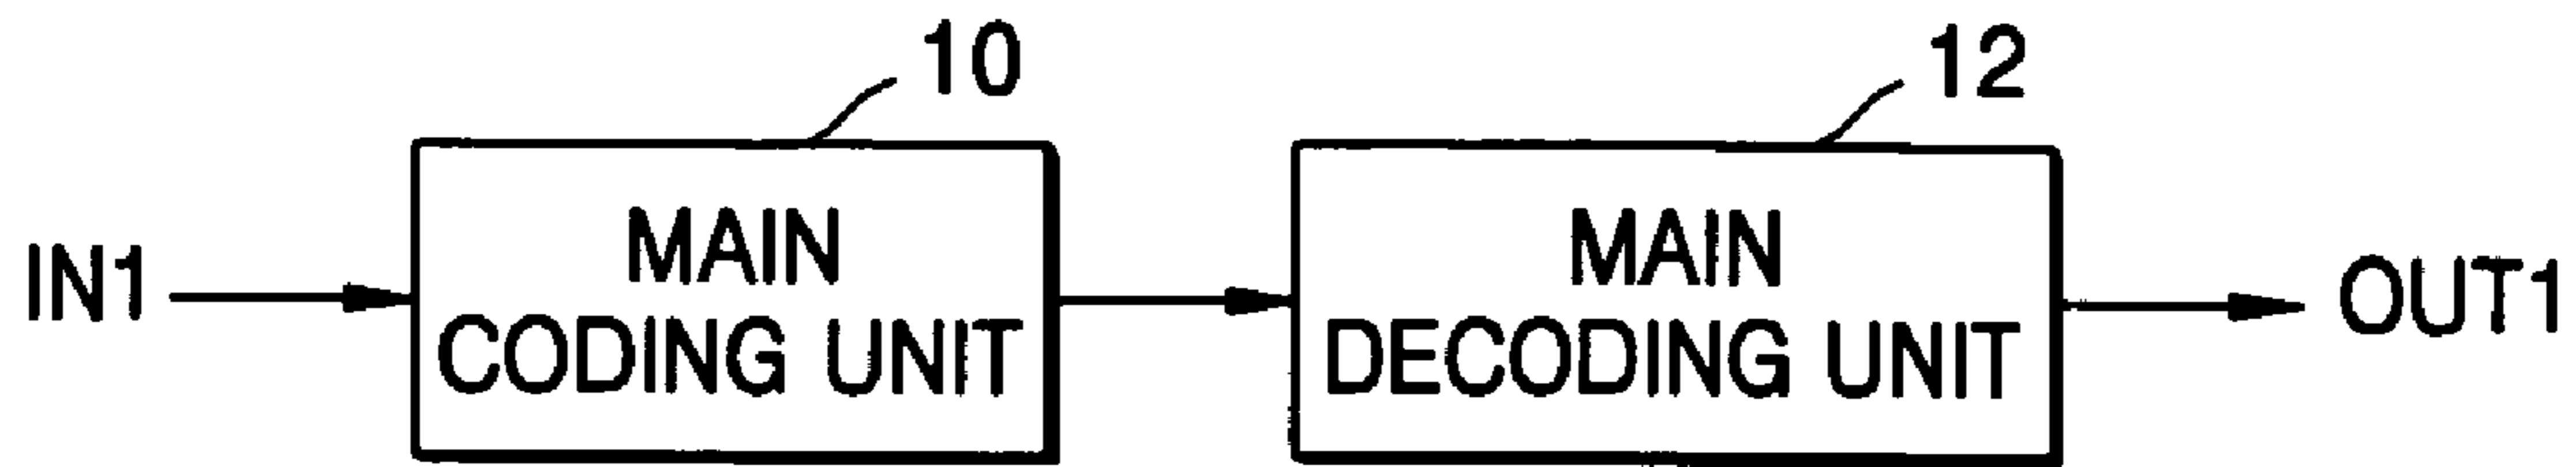 10
12
IN1
MAIN
CODING UNIT
MAIN
DECODING UNIT
OUT1